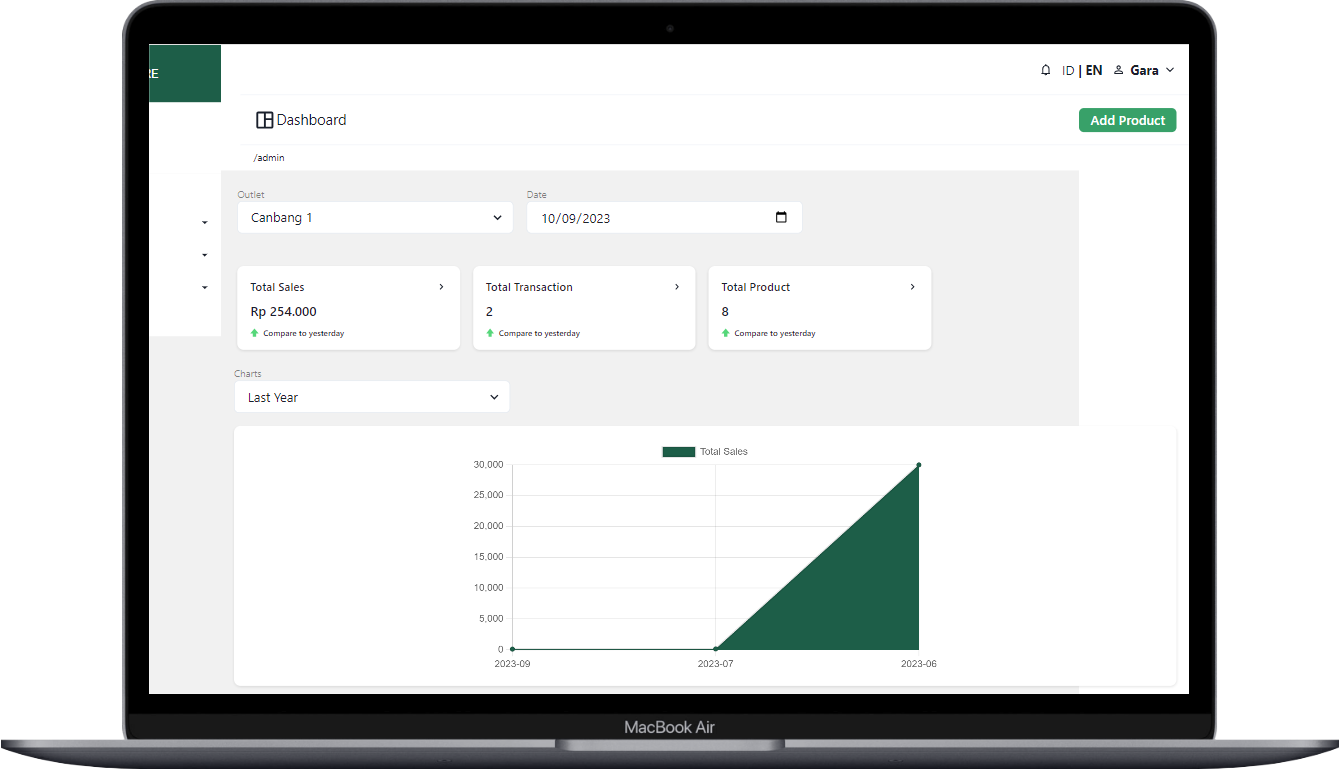 RE
ID | EN Gara
Dashboard
Add Product
/admin
Outlet
Date
Canbang 1
10/09/2023
Total Sales
Total Transaction
Total Product
Rp 254.000
2
8
Compare to yesterday
Compare to yesterday
Compare to yesterday
Charts
Last Year
Total Sales
30,000
25,000
20,000
15,000
10,000
5,000
0
2023-09
2023-07
2023-06
MacBook Air